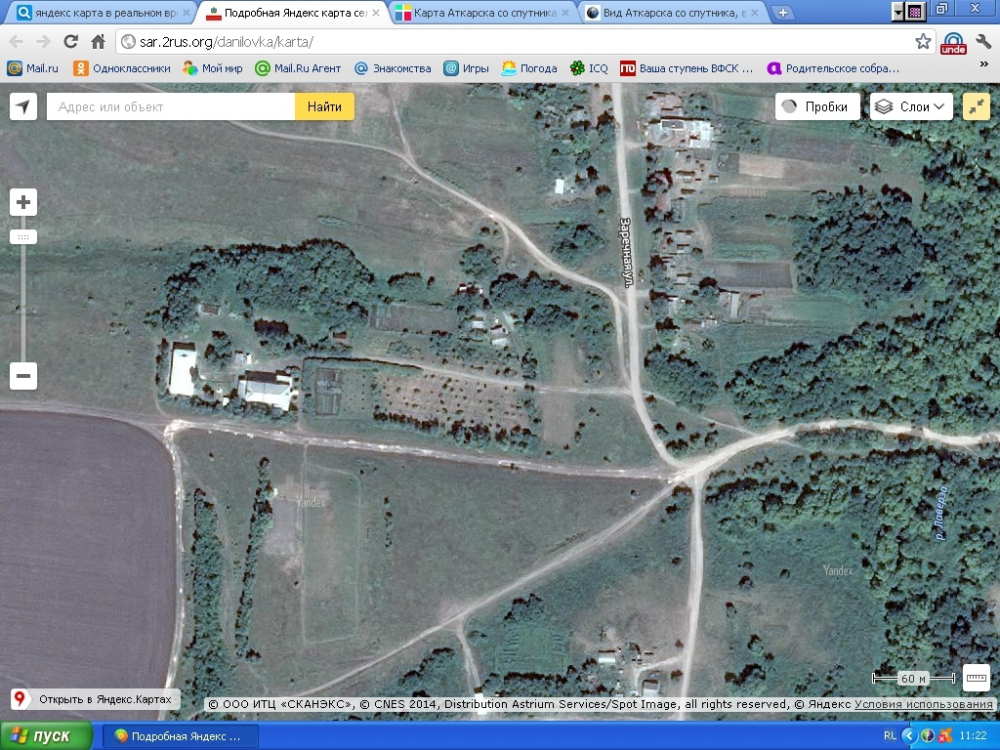 яндекс карта в реальном вр
Подробная Яндекс карта сел
Карта Аткарска со спутника
Вид Аткарска со спутника, в
sar.2rus.org/danilovka/karta/
unde
Mail.ru
Одноклассники
Мой мир
Mail.Ru Агент
Знакомства
Игры
Погода
ICQ
Ваша ступень ВФСК ...
Родительское собра...
»
Адрес или объект
Найти
Пробки
Слои
Заречная ул.
Yandex
р. Лаверза
Yandex
60 м
Открыть в Яндекс.Картах
© ООО ИТЦ «СКАНЭКС», © CNES 2014, Distribution Astrium Services/Spot Image, all rights reserved, © Яндекс Условия использования
пуск
Подробная Яндекс ...
RL
11:22